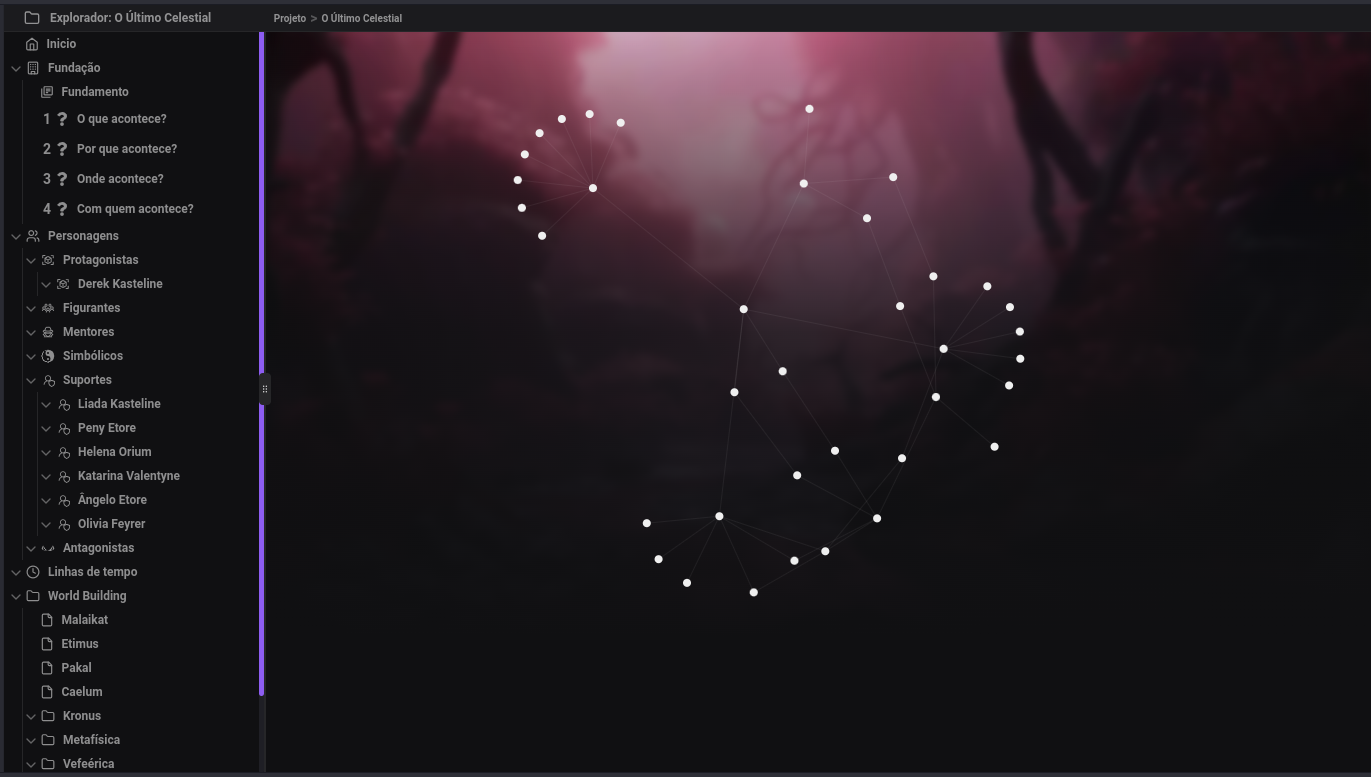 Explorador: O Último Celestial
Projeto > O Último Celestial
Inicio
Fundação
Fundamento
1 ? O que acontece?
2 ? Por que acontece?
3 ? Onde acontece?
4 ? Com quem acontece?
Personagens
Protagonistas
Derek Kasteline
Figurantes
Mentores
Simbólicos
Suportes
Liada Kasteline
Peny Etore
Helena Orium
Katarina Valentyne
Ângelo Etore
Olivia Feyrer
Antagonistas
Linhas de tempo
World Building
Malaikat
Etimus
Pakal
Caelum
Kronus
Metafísica
Vefeérica